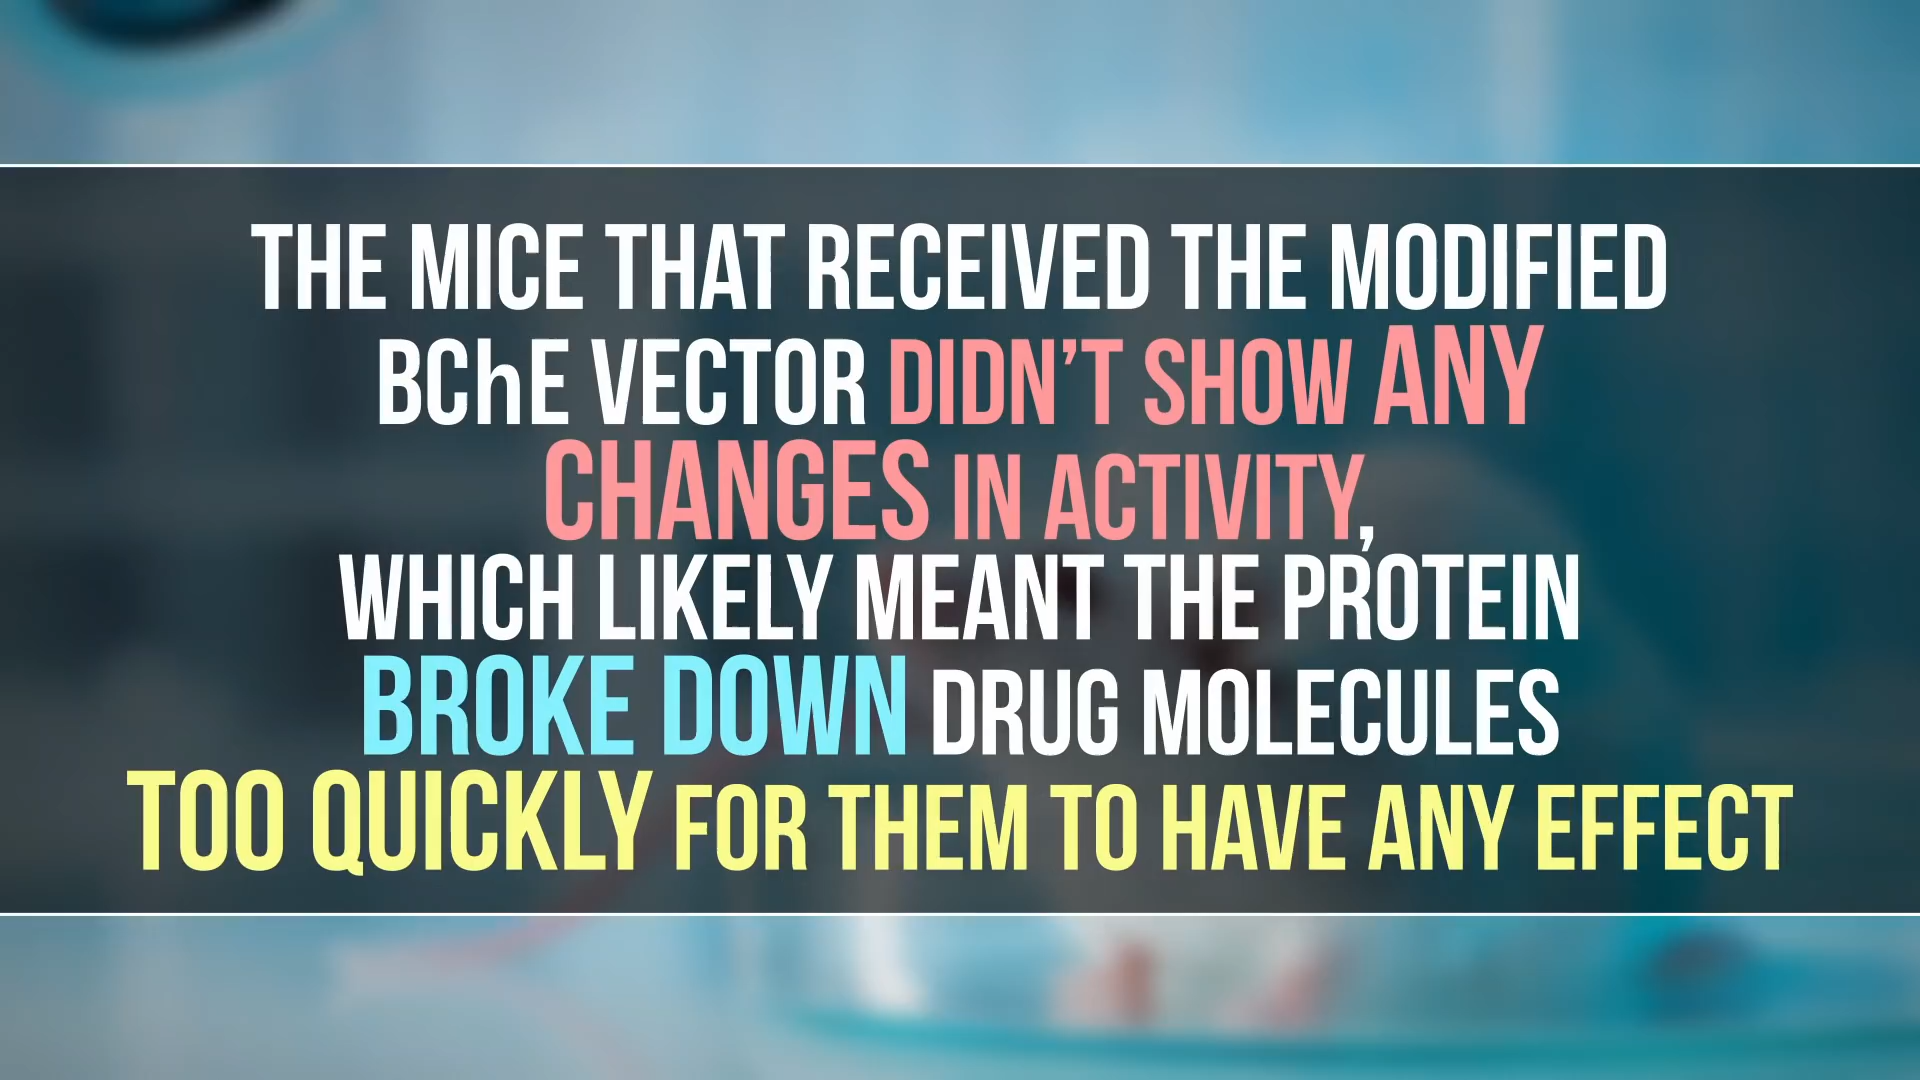 THE MICE THAT RECEIVED THE MODIFIED
BChE VECTOR DIDN'T SHOW ANY
CHANGES IN ACTIVITY,
WHICH LIKELY MEANT THE PROTEIN
BROKE DOWN DRUG MOLECULES
TOO QUICKLY FOR THEM TO HAVE ANY EFFECT